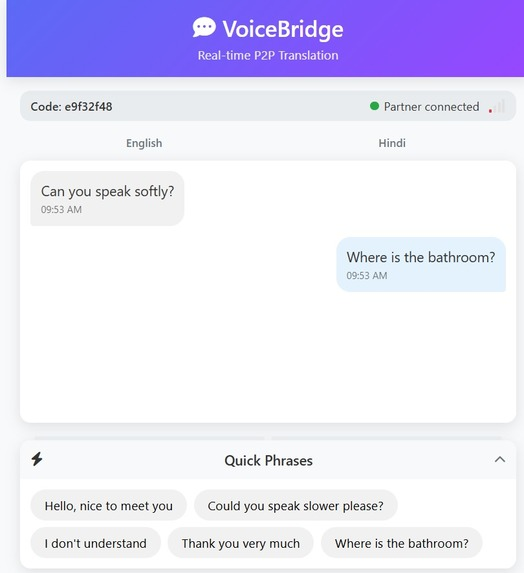 VoiceBridge
Real-time P2P Translation
Code: e9f32f48 Partner connected
English Hindi
Can you speak softly?
09:53 AM
Where is the bathroom?
09:53 AM
Quick Phrases
Hello, nice to meet you Could you speak slower please?
I don't understand Thank you very much Where is the bathroom?